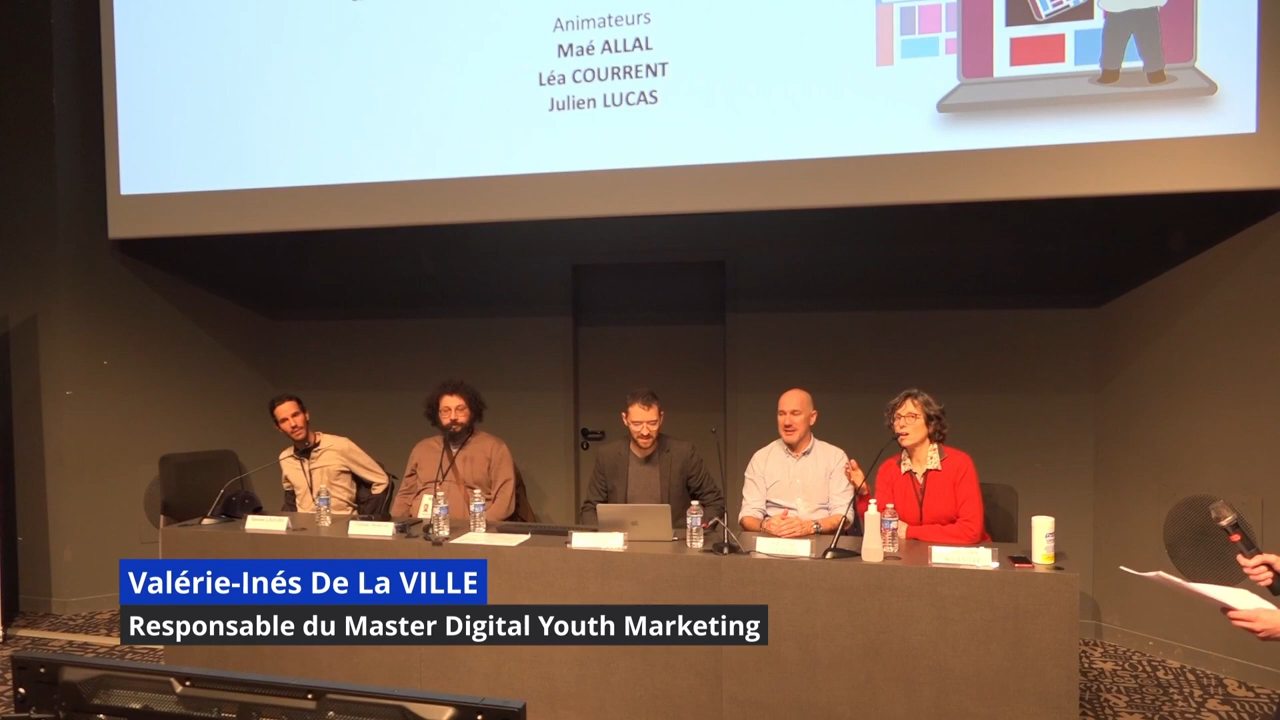 Animateurs
Maé ALLAL
Léa COURRENT
Julien LUCAS
Valérie-Inés De La VILLE
Responsable du Master Digital Youth Marketing